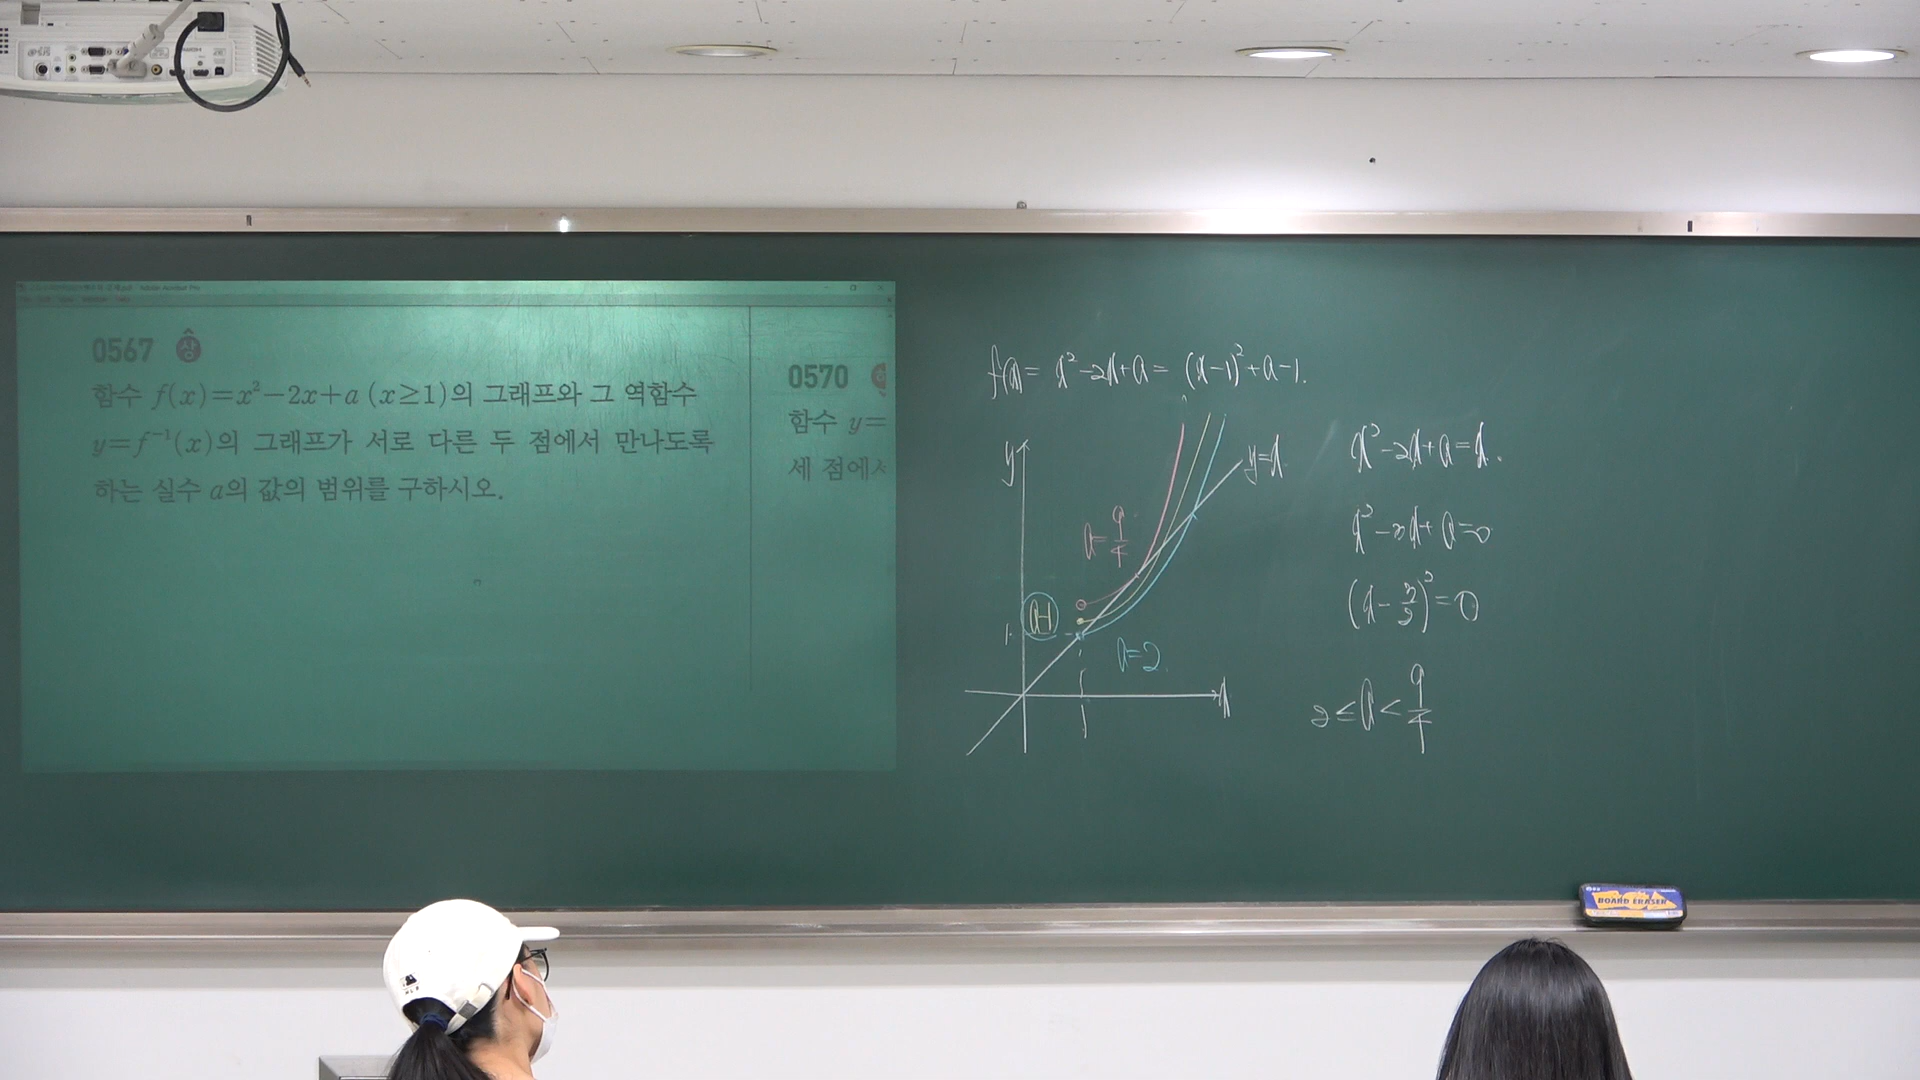 0567 상
함수 f(x)=x²-2x+a (x≥1)의 그래프와 그 역함수
y=f⁻¹(x)의 그래프가 서로 다른 두 점에서 만나도록
하는 실수 a의 값의 범위를 구하시오.
0570
함수 y=
세 점에서
f(x)= x²-2x+a = (x-1)²+a-1.
y
y=x
a=9/4
a-1
1
a=2
x
1
x²-2x+a=x.
x²-3x+a=0
(x-3/2)²=0
2≤a<9/4
BOARD ERASER